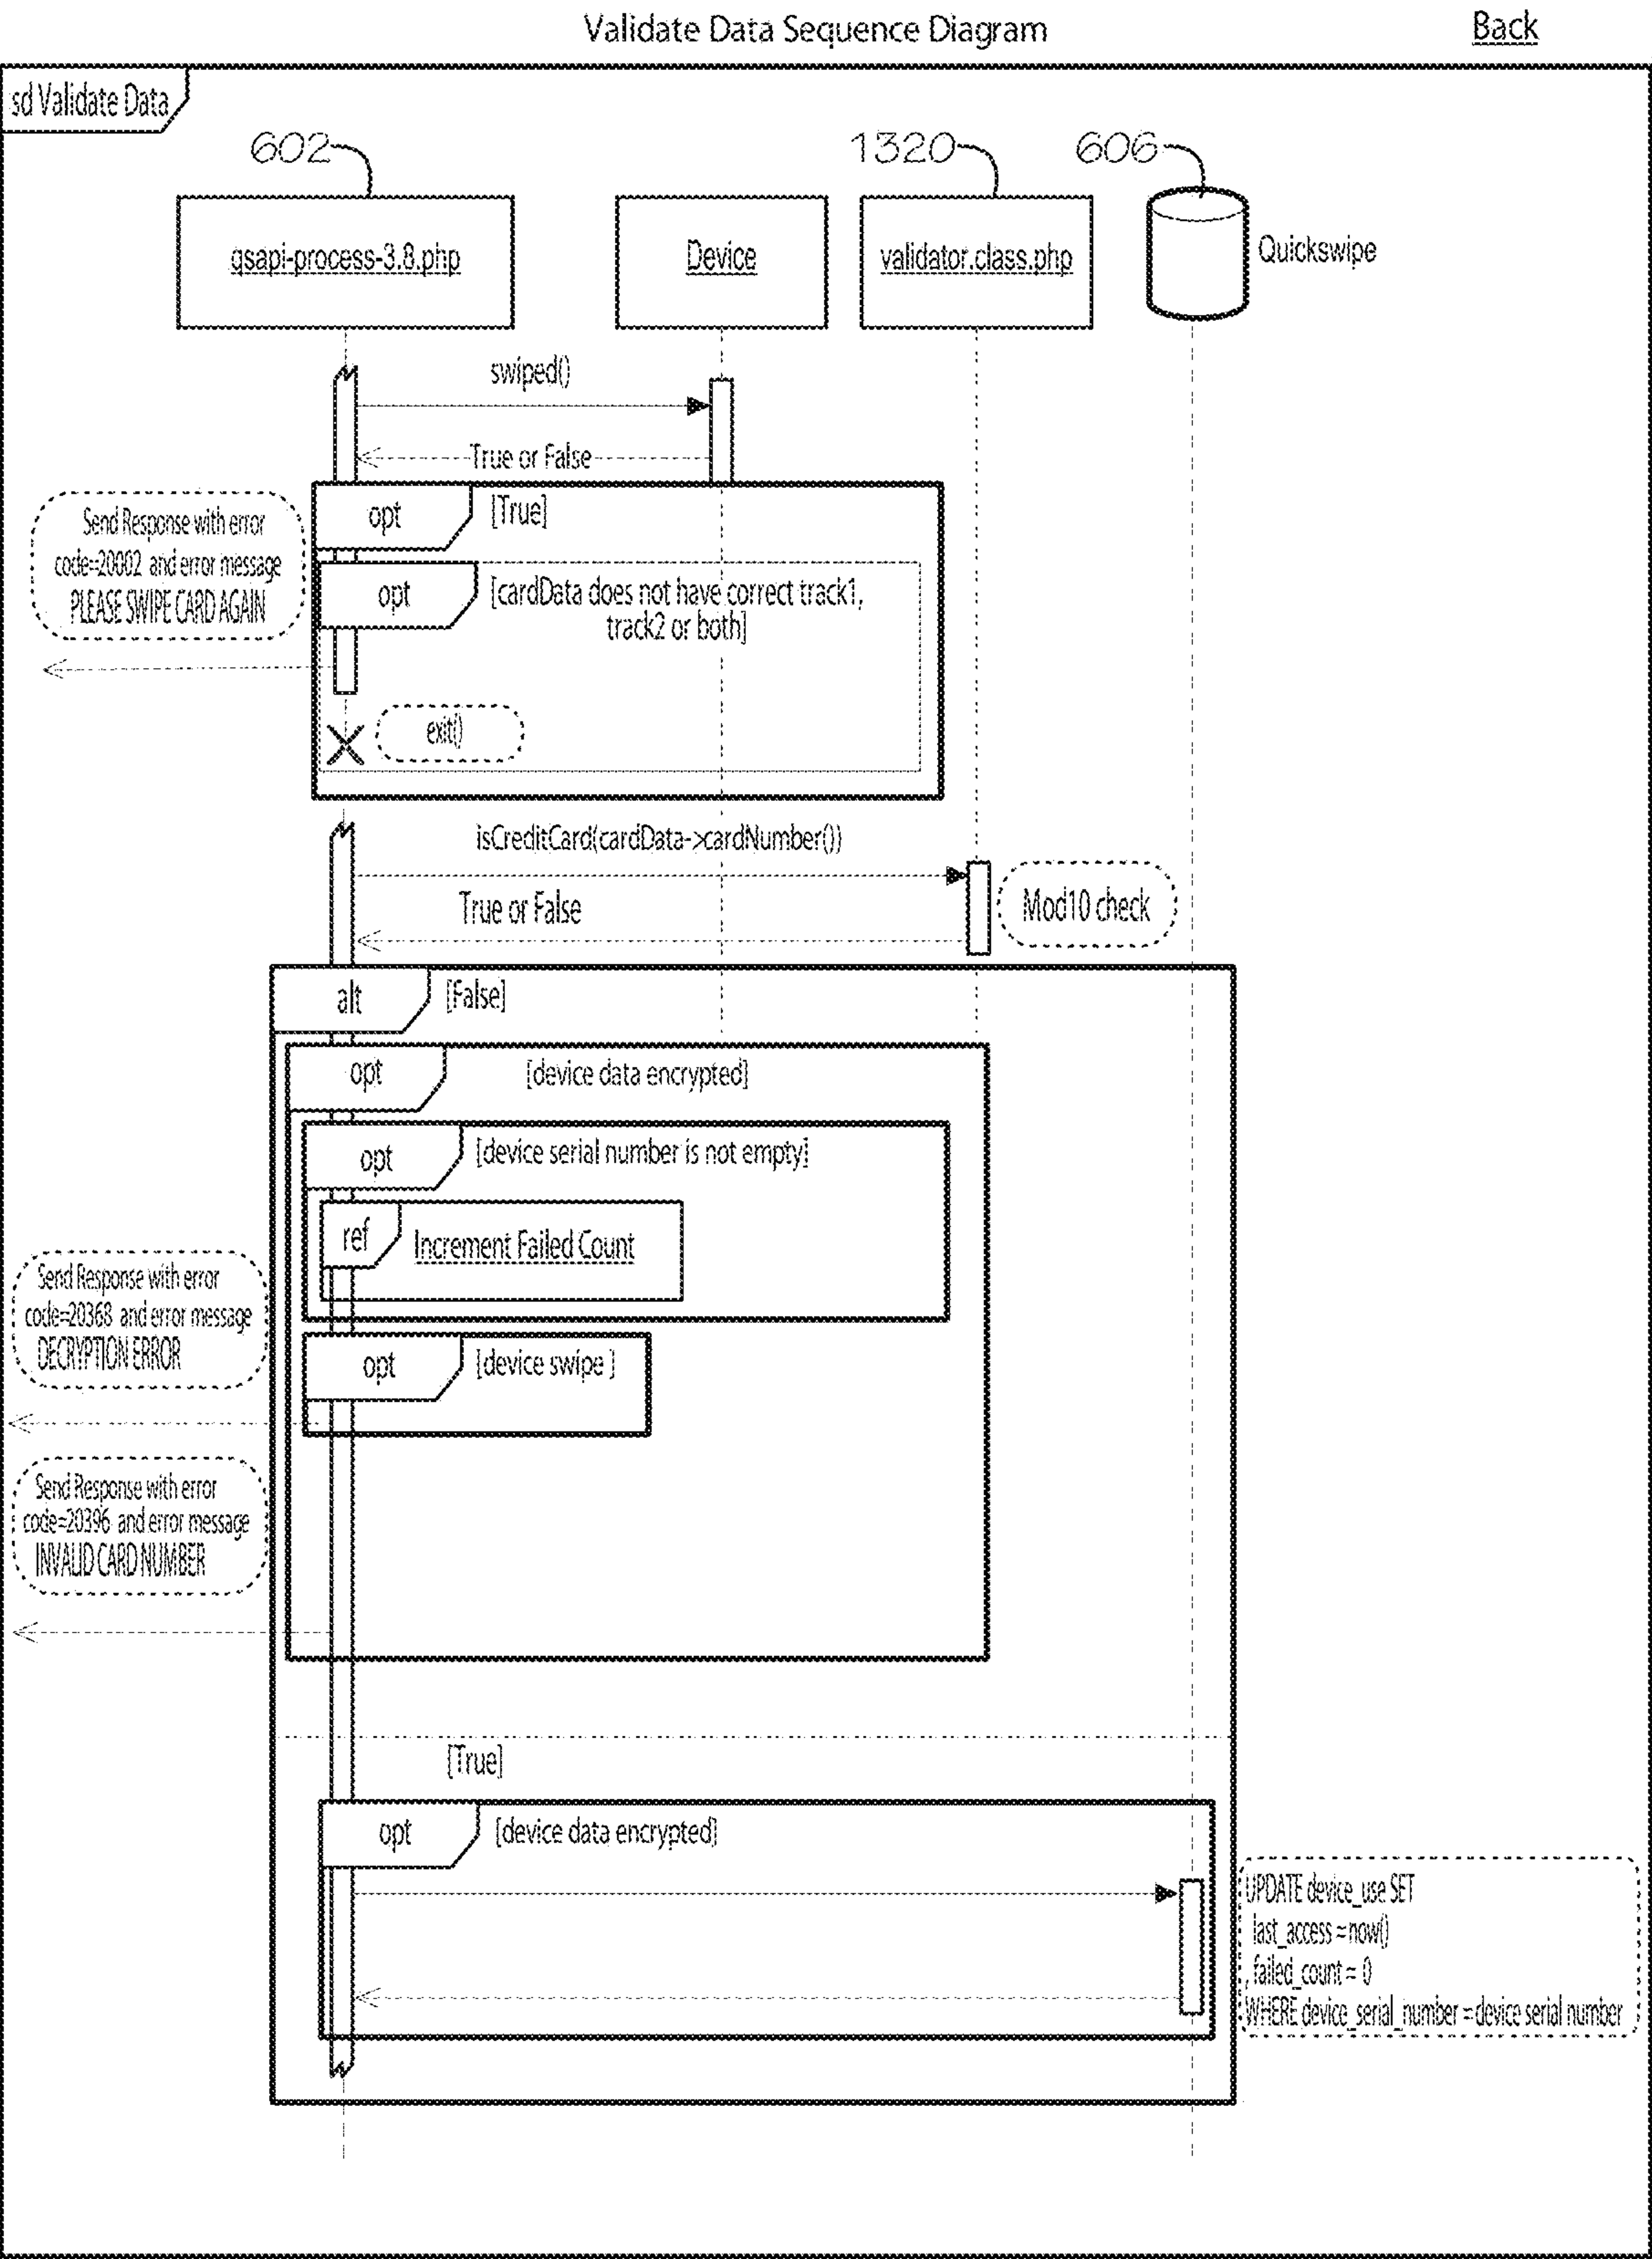 Validate Data Sequence Diagram
Back
sd Validate Data
602
1320
606
qsapi-process-3.8.php
Device
validator.class.php
Quickswipe
swiped()
True or False
opt
[True]
Send Response with error
code=20002 and error message
PLEASE SWIPE CARD AGAIN
opt
[cardData does not have correct track1,
track2 or both]
exit()
isCreditCard(cardData->cardNumber())
True or False
Mod10 check
alt
[False]
opt
[device data encrypted]
opt
[device serial number is not empty]
ref
Increment Failed Count
Send Response with error
code=20368 and error message
DECRYPTION ERROR
opt
[device swipe ]
Send Response with error
code=20396 and error message
INVALID CARD NUMBER
[True]
opt
[device data encrypted]
UPDATE device_use SET
last_access = now()
, failed_count = 0
WHERE device_serial_number = device serial number